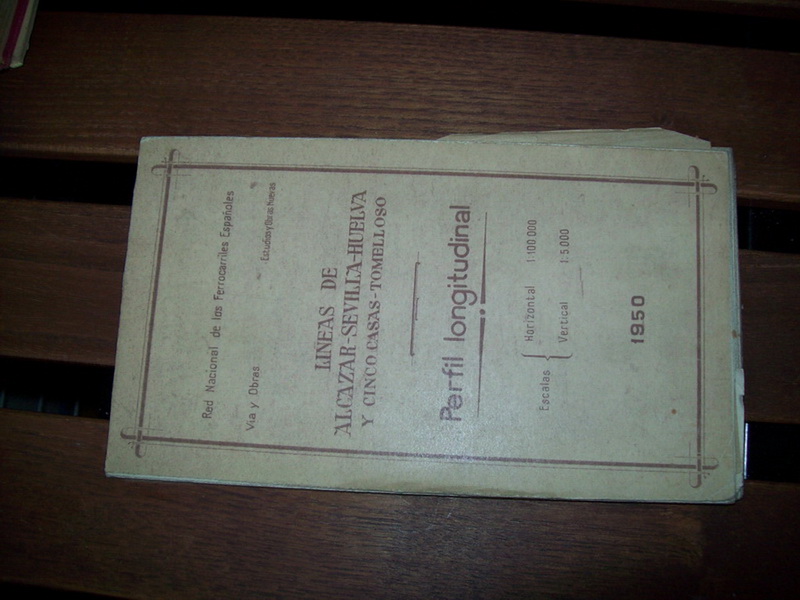 Red Nacional de los Ferrocarriles Españoles
Vía y Obras.
Estudios y Obras Nuevas
LINEAS DE
ALCAZAR-SEVILLA-HUELVA
Y CINCO CASAS-TOMELLOSO
Perfil longitudinal
Escalas { Horizontal 1:100.000
Vertical 1:5.000
1950